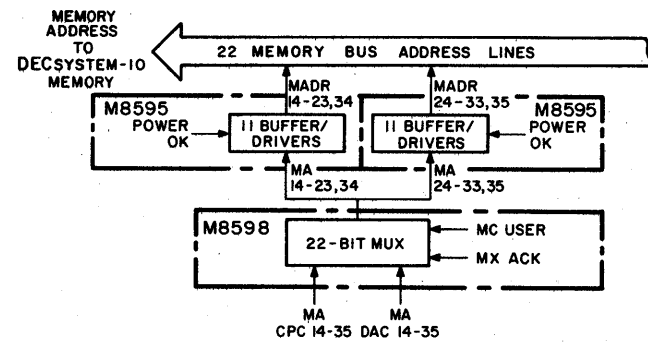 MEMORY
ADDRESS
TO
DECSYSTEM-10
MEMORY
22 MEMORY BUS ADDRESS LINES
MADR
14-23,34
MADR
24-33,35
M8595
POWER
OK
11 BUFFER/
DRIVERS
11 BUFFER/
DRIVERS
M8595
POWER
OK
MA
14-23,34
MA
24-33,35
M8598
22-BIT MUX
MC USER
MX ACK
MA
CPC 14-35
MA
DAC 14-35